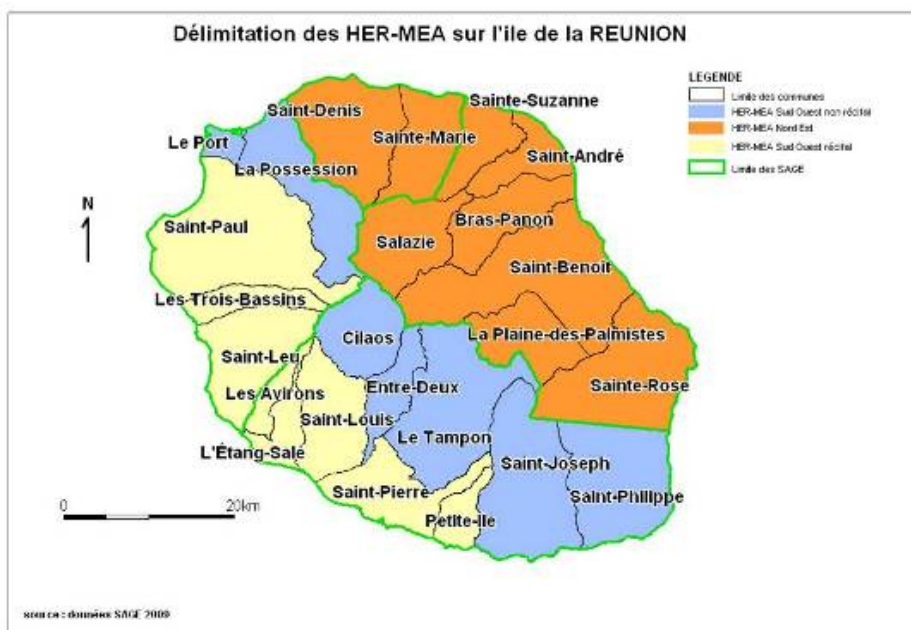 Délimitation des HER-MEA sur l'ile de la REUNION
LEGENDE
Limite des communes
HER-MEA Sud Ouest non récifal
HER-MEA Nord Est
HER-MEA Sud Ouest récifal
Limite des SAGE
Saint-Denis
Sainte-Suzanne
Le Port
Sainte-Marie
La Possession
Saint-André
N
Saint-Paul
Bras-Panon
Salazie
Saint-Benoit
Les Trois-Bassins
Cilaos
La Plaine-des-Palmistes
Saint-Leu
Entre-Deux
Sainte-Rose
Les Avirons
Saint-Louis
Le Tampon
L'Étang-Salé
Saint-Joseph
Saint-Pierre
Saint-Philippe
0
20km
Petite-Ile
source : données SAGE 2009